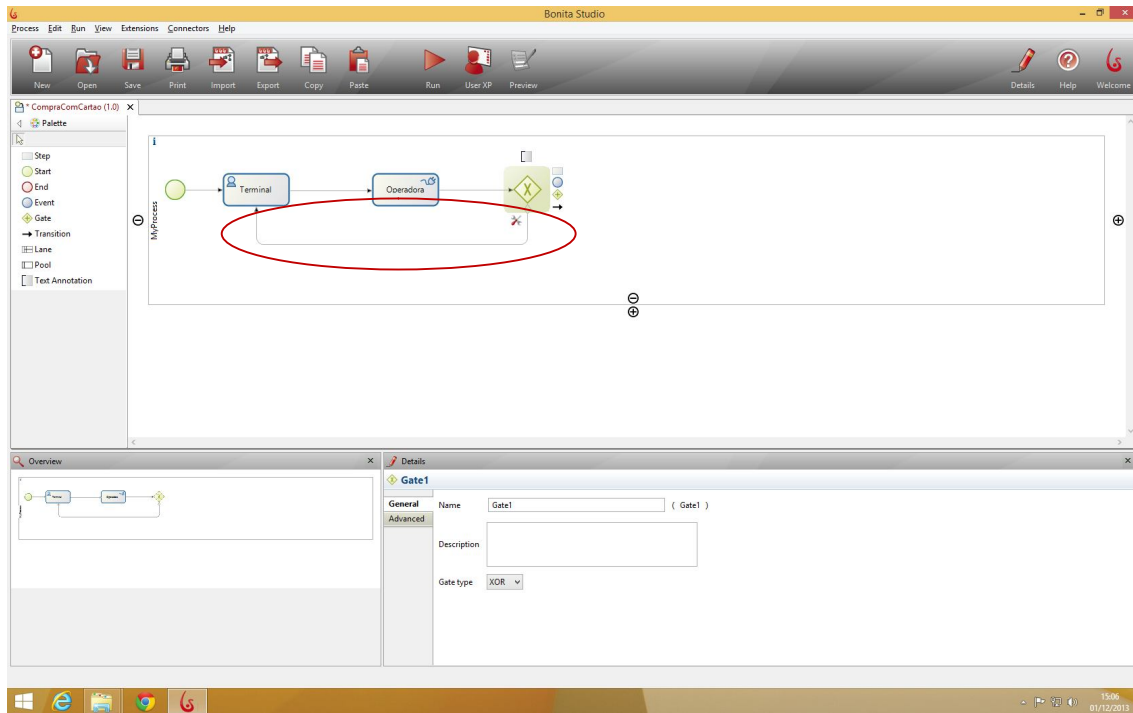 Bonita Studio
Process Edit Run View Extensions Connectors Help
New Open Save Print Import Export Copy Paste Run User XP Preview Details Help Welcome
* CompraComCartao (1.0)
Palette
Step
Start
End
Event
Gate
Transition
Lane
Pool
Text Annotation
MyProcess
Terminal
Operadora
Overview
Details
Gate1
General
Advanced
Name Gate1 ( Gate1 )
Description
Gate type XOR
15:06
01/12/2013